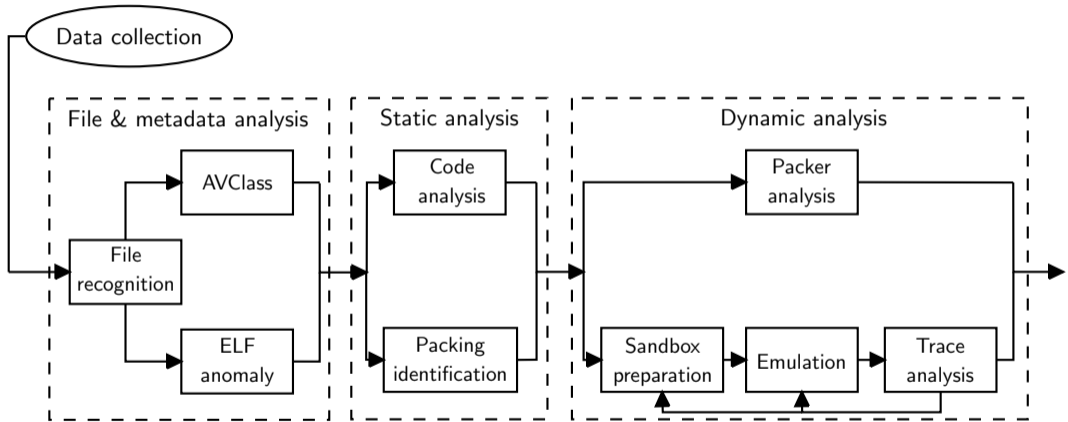 Data collection
File & metadata analysis
AVClass
File
recognition
ELF
anomaly
Static analysis
Code
analysis
Packing
identification
Dynamic analysis
Packer
analysis
Sandbox
preparation
Emulation
Trace
analysis